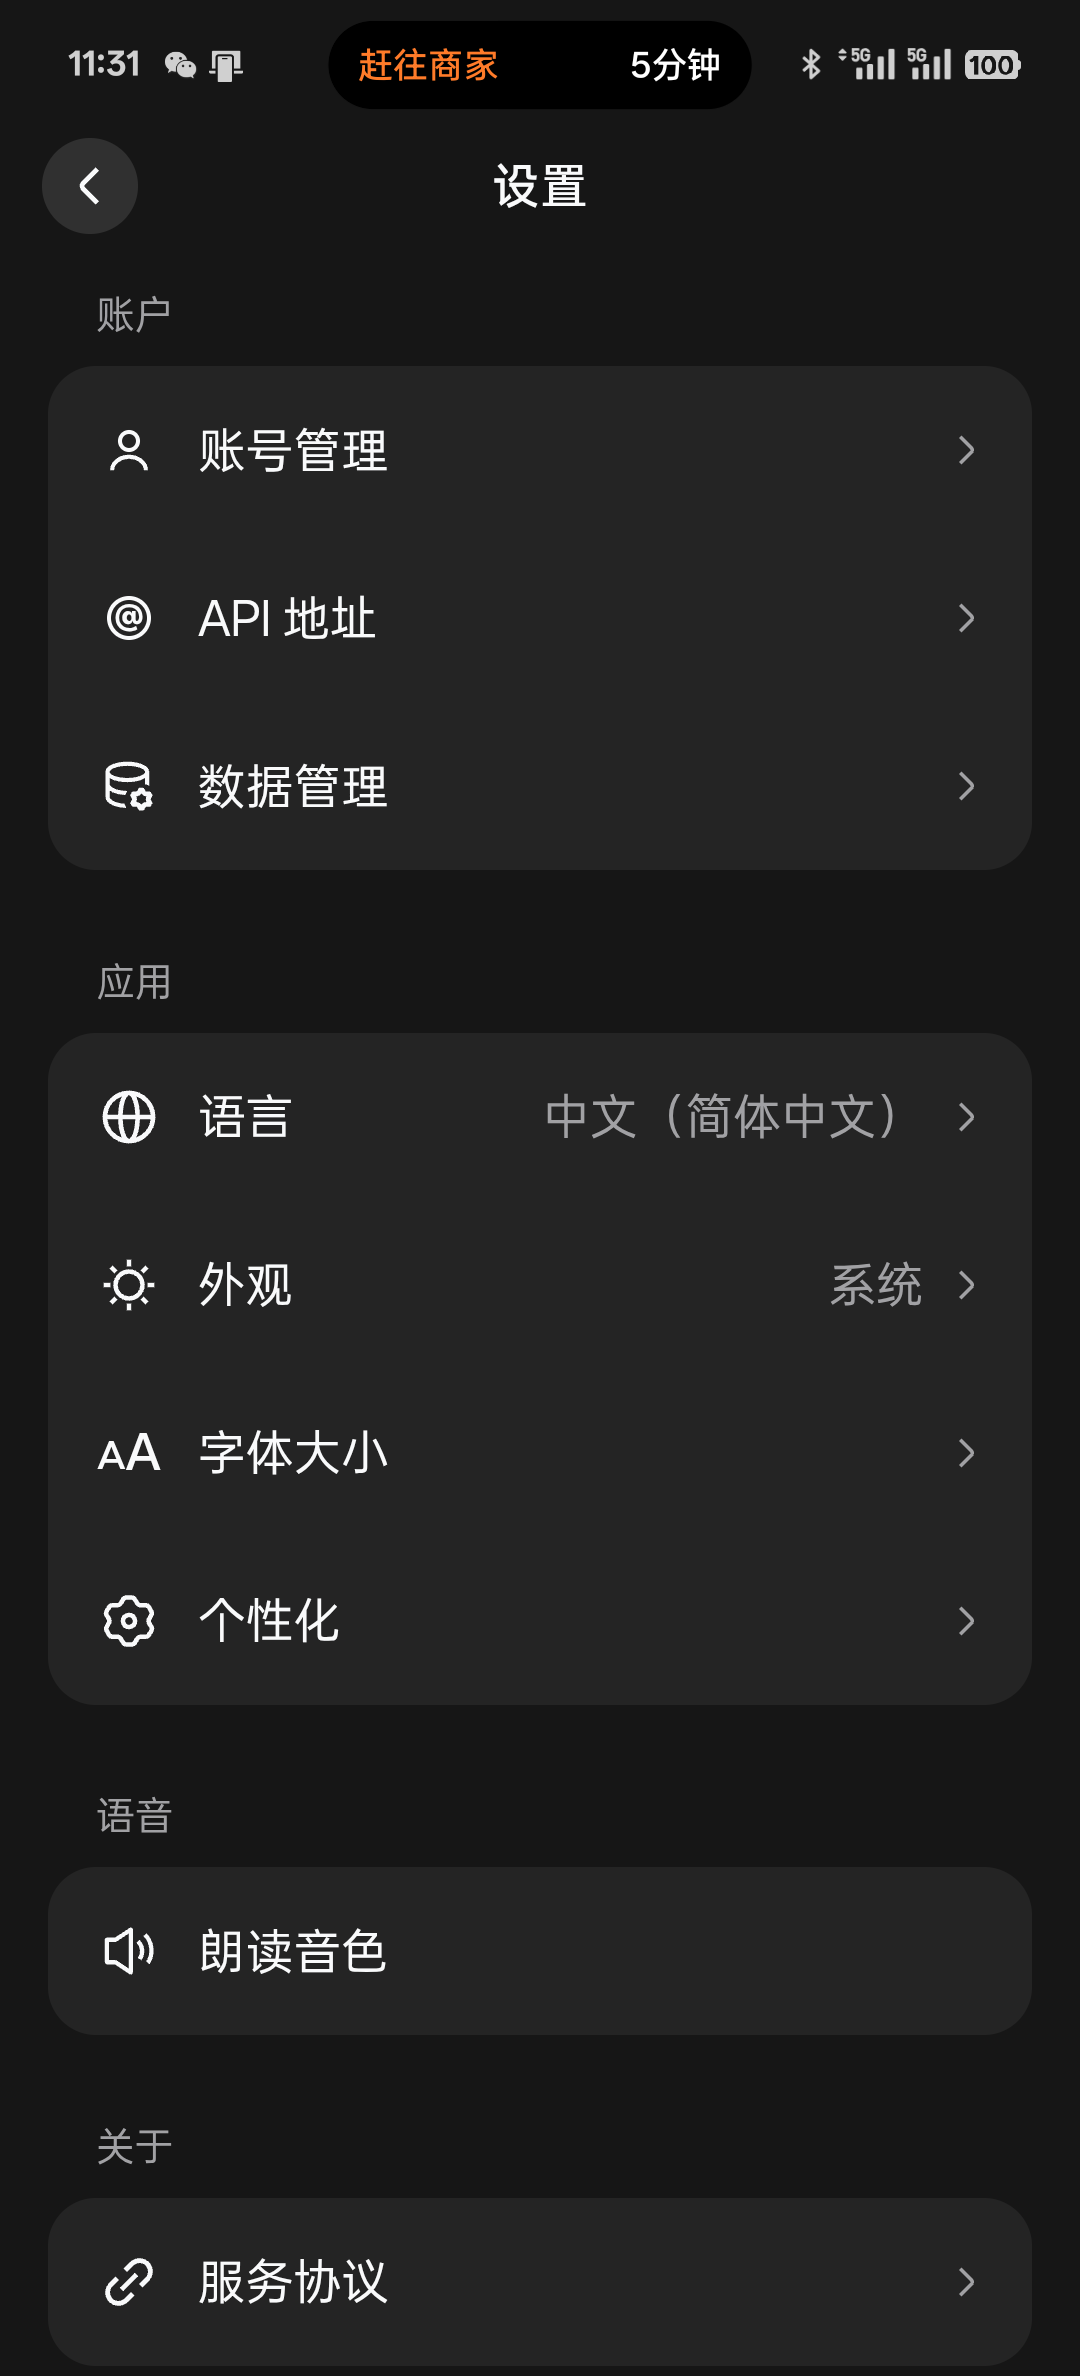 11:31
赶往商家 5分钟
5G 5G 100
设置
账户
账号管理
API 地址
数据管理
应用
语言 中文（简体中文）
外观 系统
AA 字体大小
个性化
语音
朗读音色
关于
服务协议